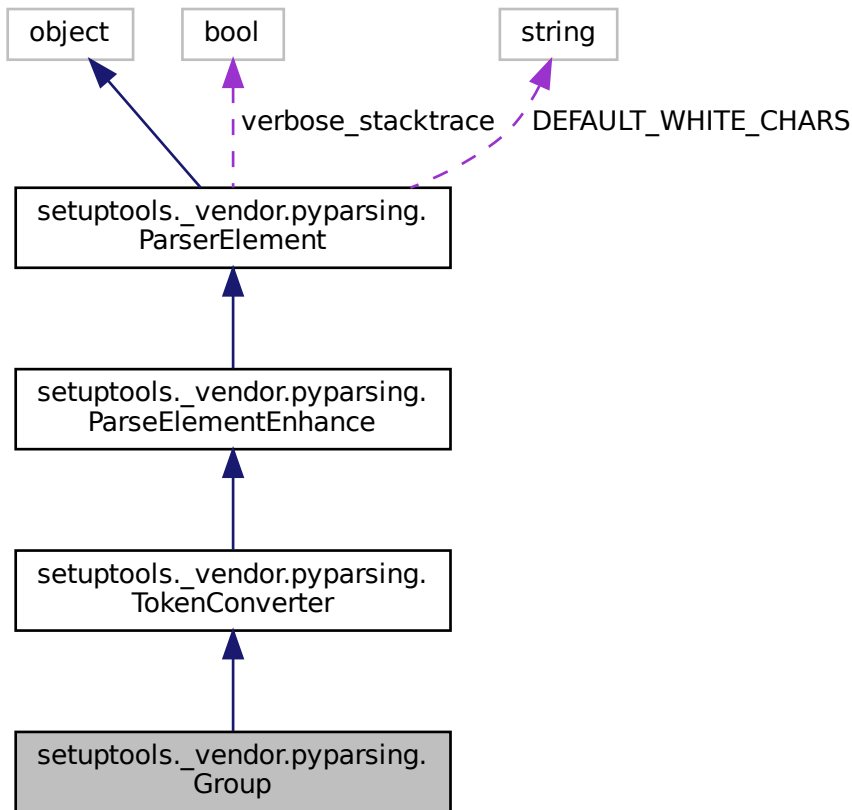 object
bool
string
verbose_stacktrace
DEFAULT_WHITE_CHARS
setuptools._vendor.pyparsing.
ParserElement
setuptools._vendor.pyparsing.
ParseElementEnhance
setuptools._vendor.pyparsing.
TokenConverter
setuptools._vendor.pyparsing.
Group